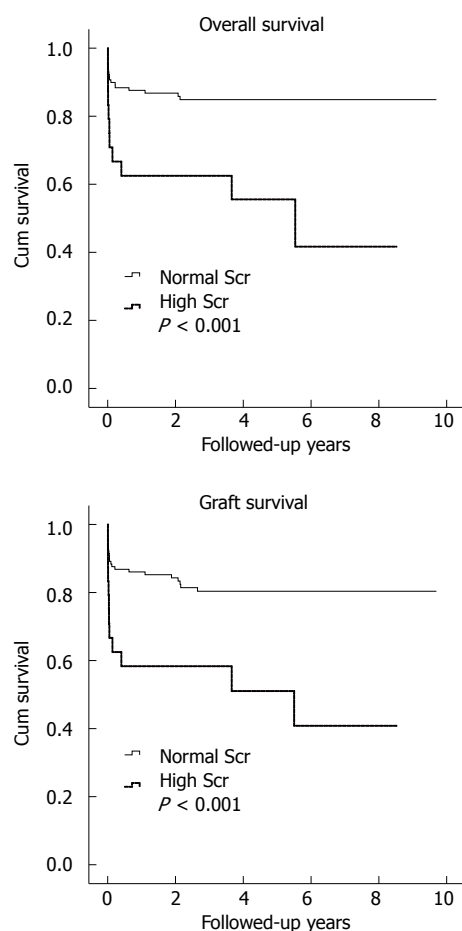 Overall survival
1.0
0.8
0.6
0.4
0.2
0.0
Cum survival
Normal Scr
High Scr
P < 0.001
0 2 4 6 8 10
Followed-up years
Graft survival
1.0
0.8
0.6
0.4
0.2
0.0
Cum survival
Normal Scr
High Scr
P < 0.001
0 2 4 6 8 10
Followed-up years